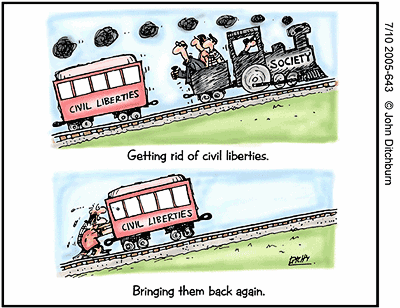 SOCIETY
CIVIL LIBERTIES
Getting rid of civil liberties.
CIVIL LIBERTIES
Bringing them back again.
7/10 2005-643 © John Ditchburn